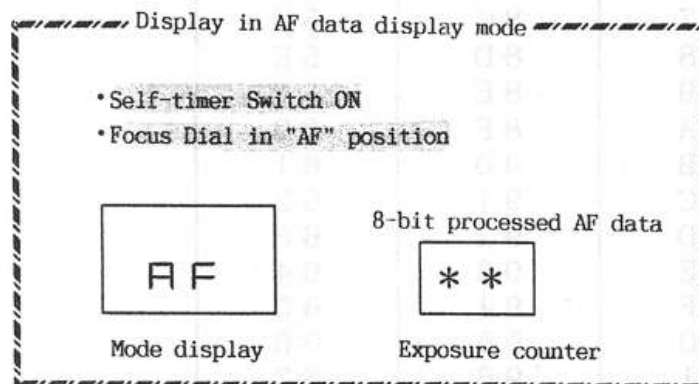 Display in AF data display mode
•Self-timer Switch ON
•Focus Dial in "AF" position
8-bit processed AF data
AF
**
Mode display
Exposure counter